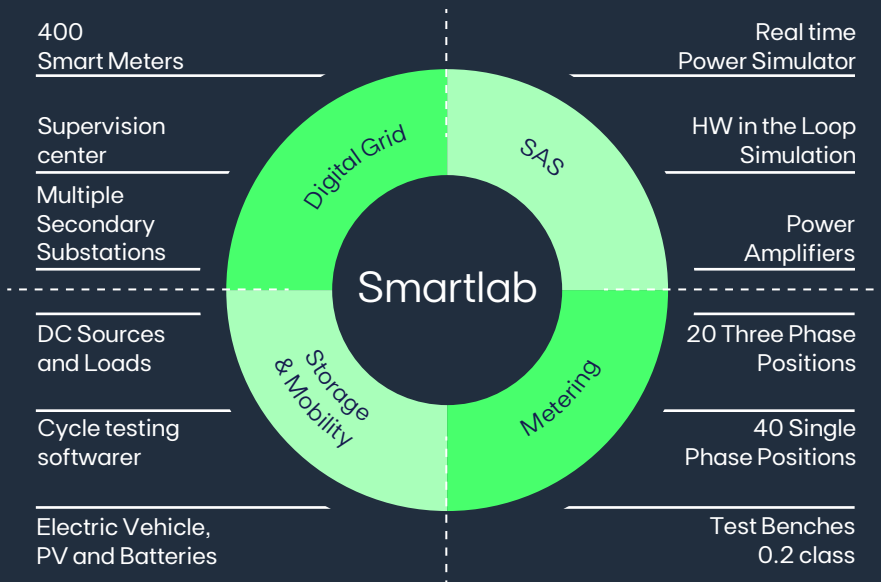 400
Smart Meters
Supervision
center
Multiple
Secondary
Substations
Digital Grid
Real time
Power Simulator
HW in the Loop
Simulation
Power
Amplifiers
SAS
Smartlab
DC Sources
and Loads
Cycle testing
softwarer
Electric Vehicle,
PV and Batteries
Storage
& Mobility
20 Three Phase
Positions
40 Single
Phase Positions
Test Benches
0.2 class
Metering